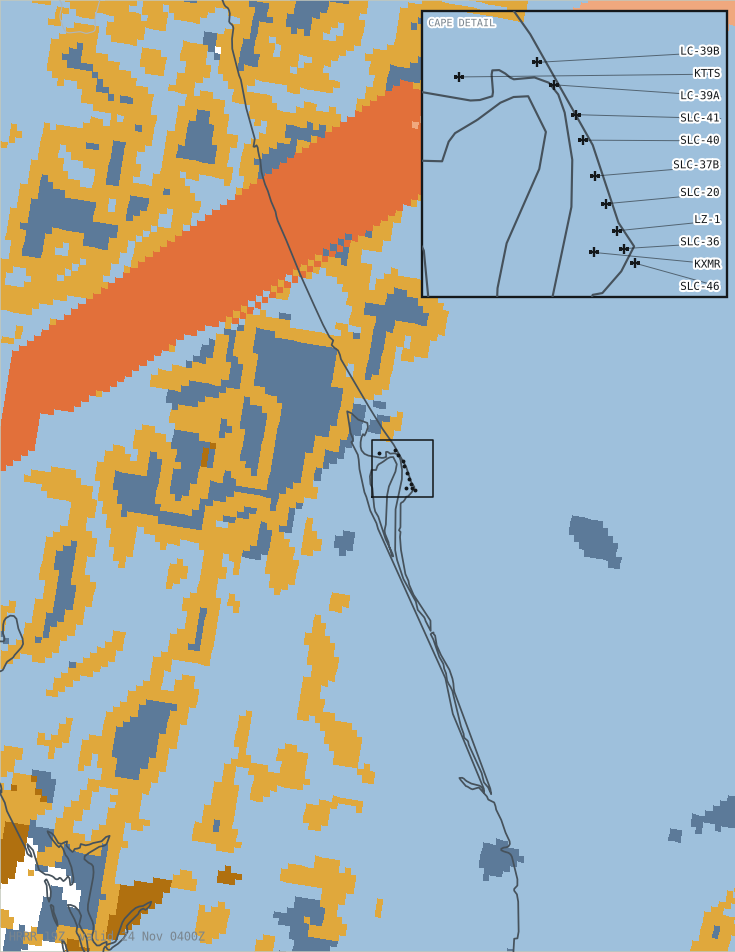 CAPE DETAIL
LC-39B
KTTS
LC-39A
SLC-41
SLC-40
SLC-37B
SLC-20
LZ-1
SLC-36
KXMR
SLC-46
24 Nov 0400Z